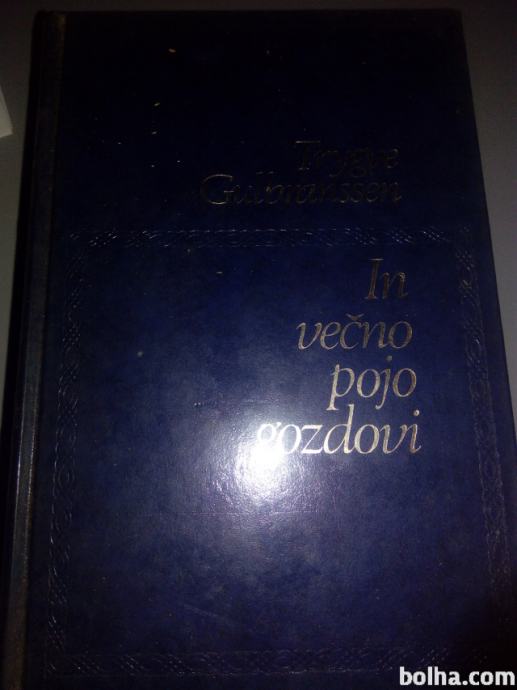 Trygve
Gulbranssen
In
večno
pojo
gozdovi
bolha.com